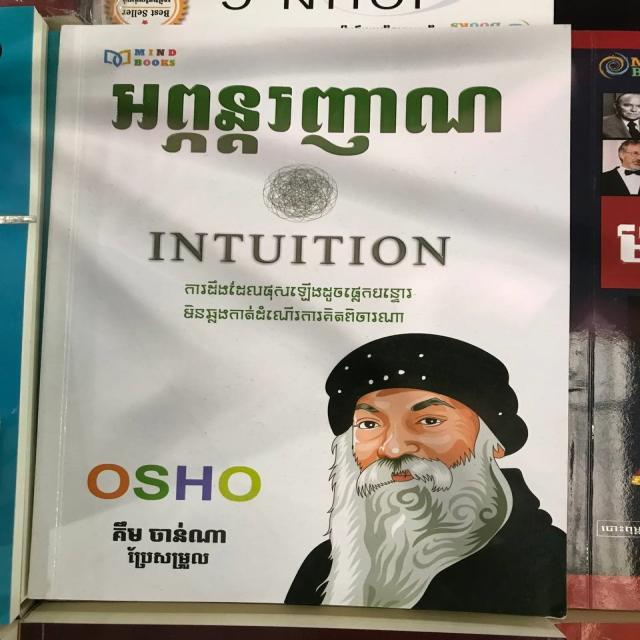 Best Seller
MIND
BOOKS
អព្ភន្តរញាណ
INTUITION
ការដឹងដែលផុសឡើងដូចផ្លេកបន្ទោរ
មិនឆ្លងកាត់ដំណើរការគិតពិចារណា
OSHO
គឹម ចាន់ណា
ប្រែសម្រួល